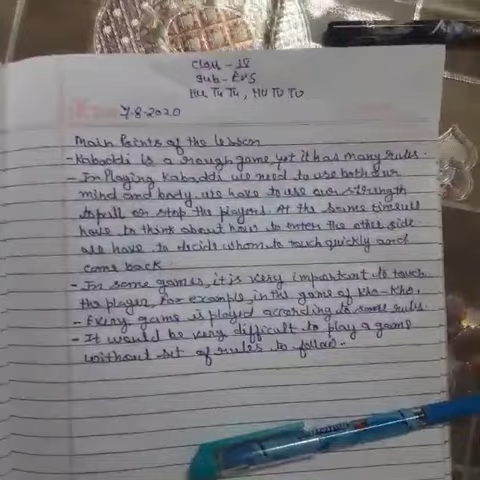 Class - 18
Sub - EVS
Hu Tu Tu, Hu Tu Tu
7-8-2020
Main Points of the lesson
- Kabaddi is a rough game, yet it has many rules.
- In Playing Kabaddi we need to use both our
mind and body. We have to use our strength
to pull or stop the players. At the same time we
have to think about how to enter the other side
we have to decide whom to touch quickly and
come back
- In some games, it is very important to touch
the player. For example, in the game of Kho-Kho.
- Every game is played according to some rules.
- It would be very difficult to play a game
without set of rules to follow.